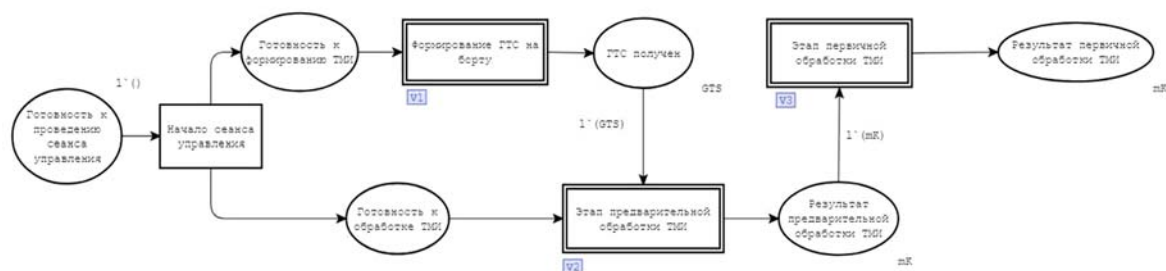 Готовность к
формированию ТМИ
Формирование ГТС на
борту
ГТС получен
Этап первичной
обработки ТМИ
Результат первичной
обработки ТМИ
1`()
V1
GTS
V3
mK
Готовность к
проведению
сеанса
управления
Начало сеанса
управления
1`(GTS)
1`(mK)
Готовность к
обработке ТМИ
Этап предварительной
обработки ТМИ
Результат
предварительной
обработки ТМИ
V2
mK